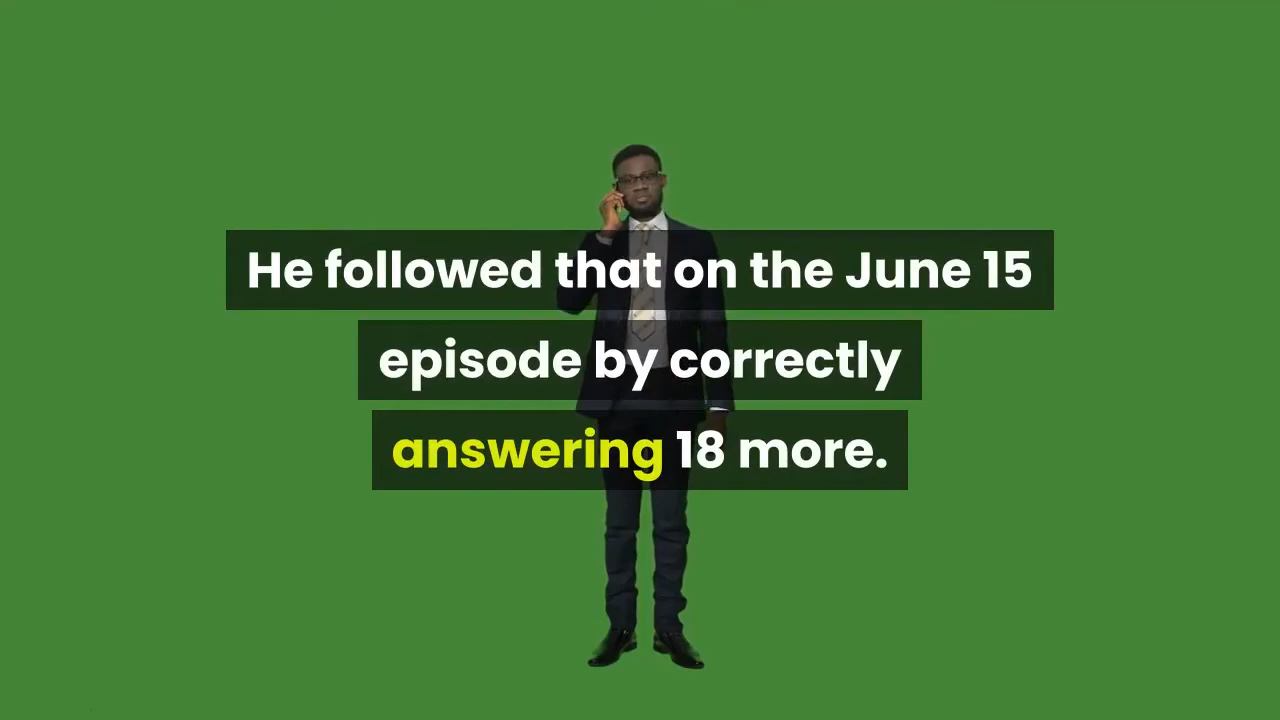 He followed that on the June 15
episode by correctly
answering 18 more.